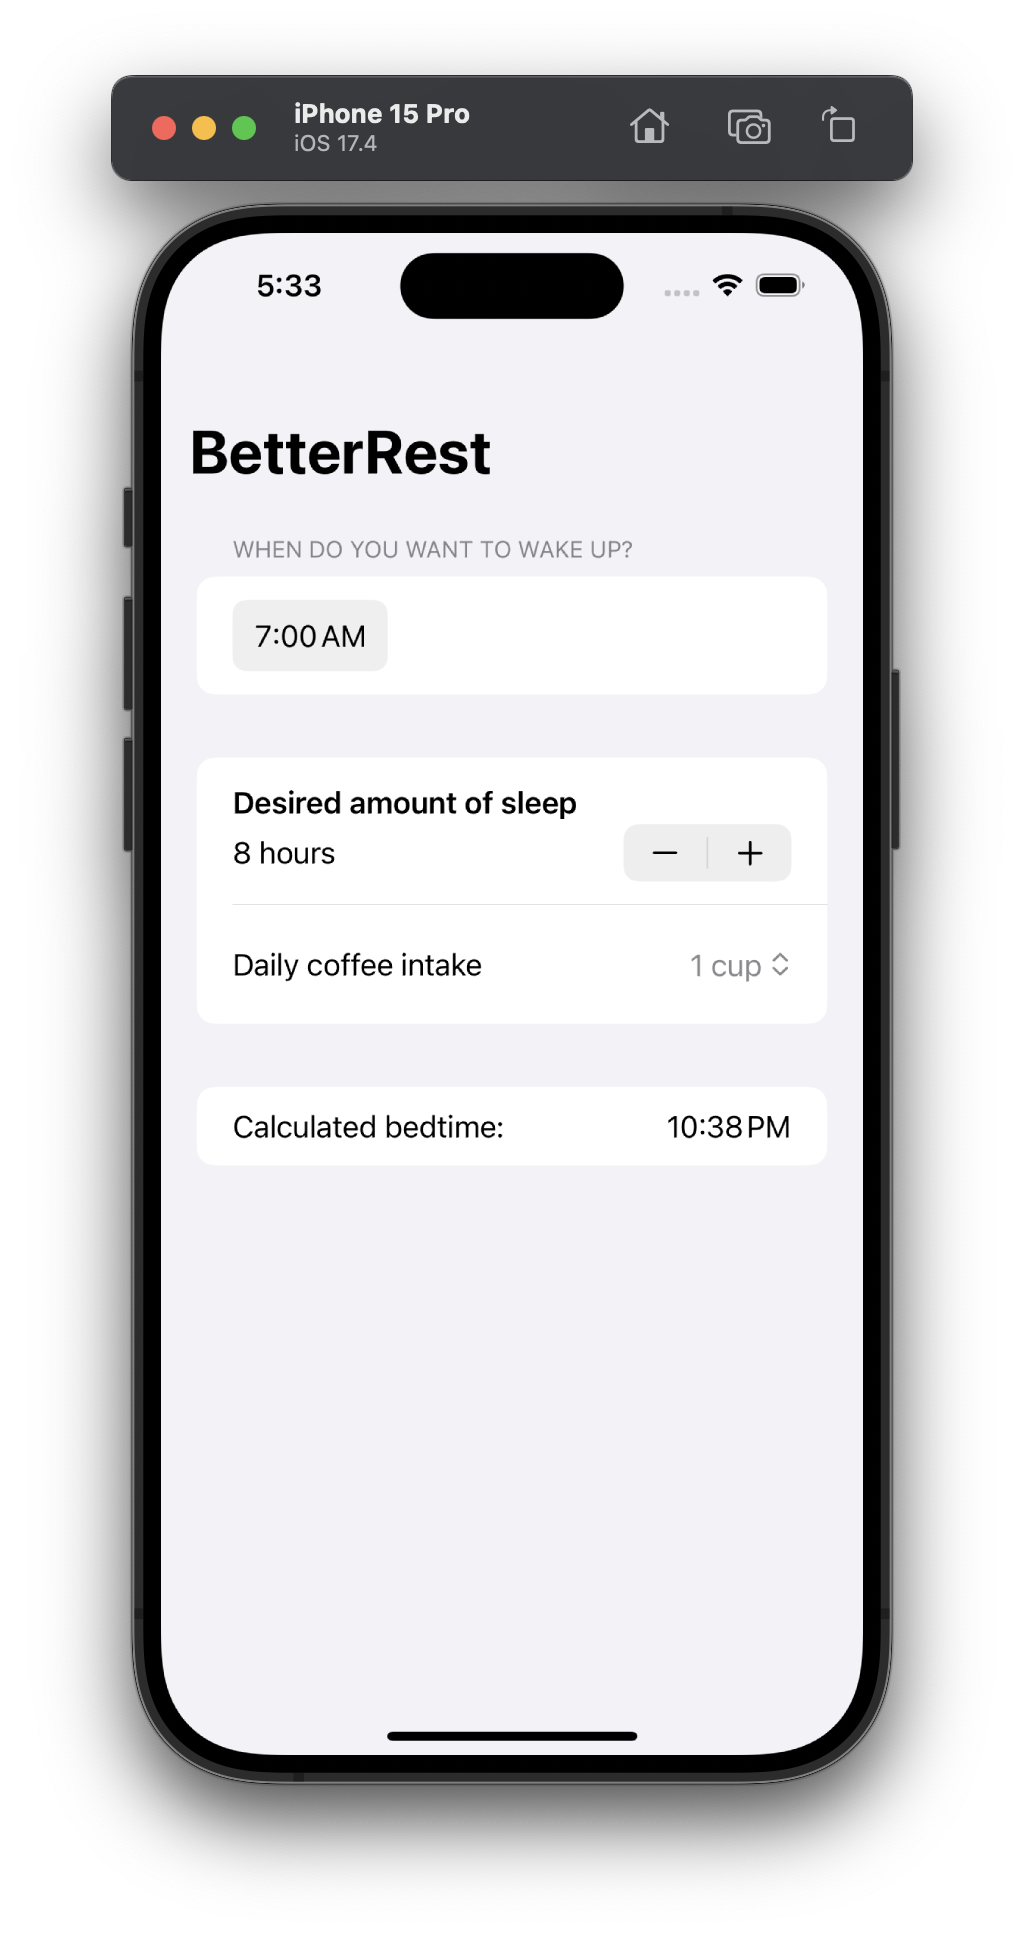 iPhone 15 Pro
iOS 17.4
5:33
BetterRest
WHEN DO YOU WANT TO WAKE UP?
7:00 AM
Desired amount of sleep
8 hours
Daily coffee intake 1 cup
Calculated bedtime: 10:38 PM